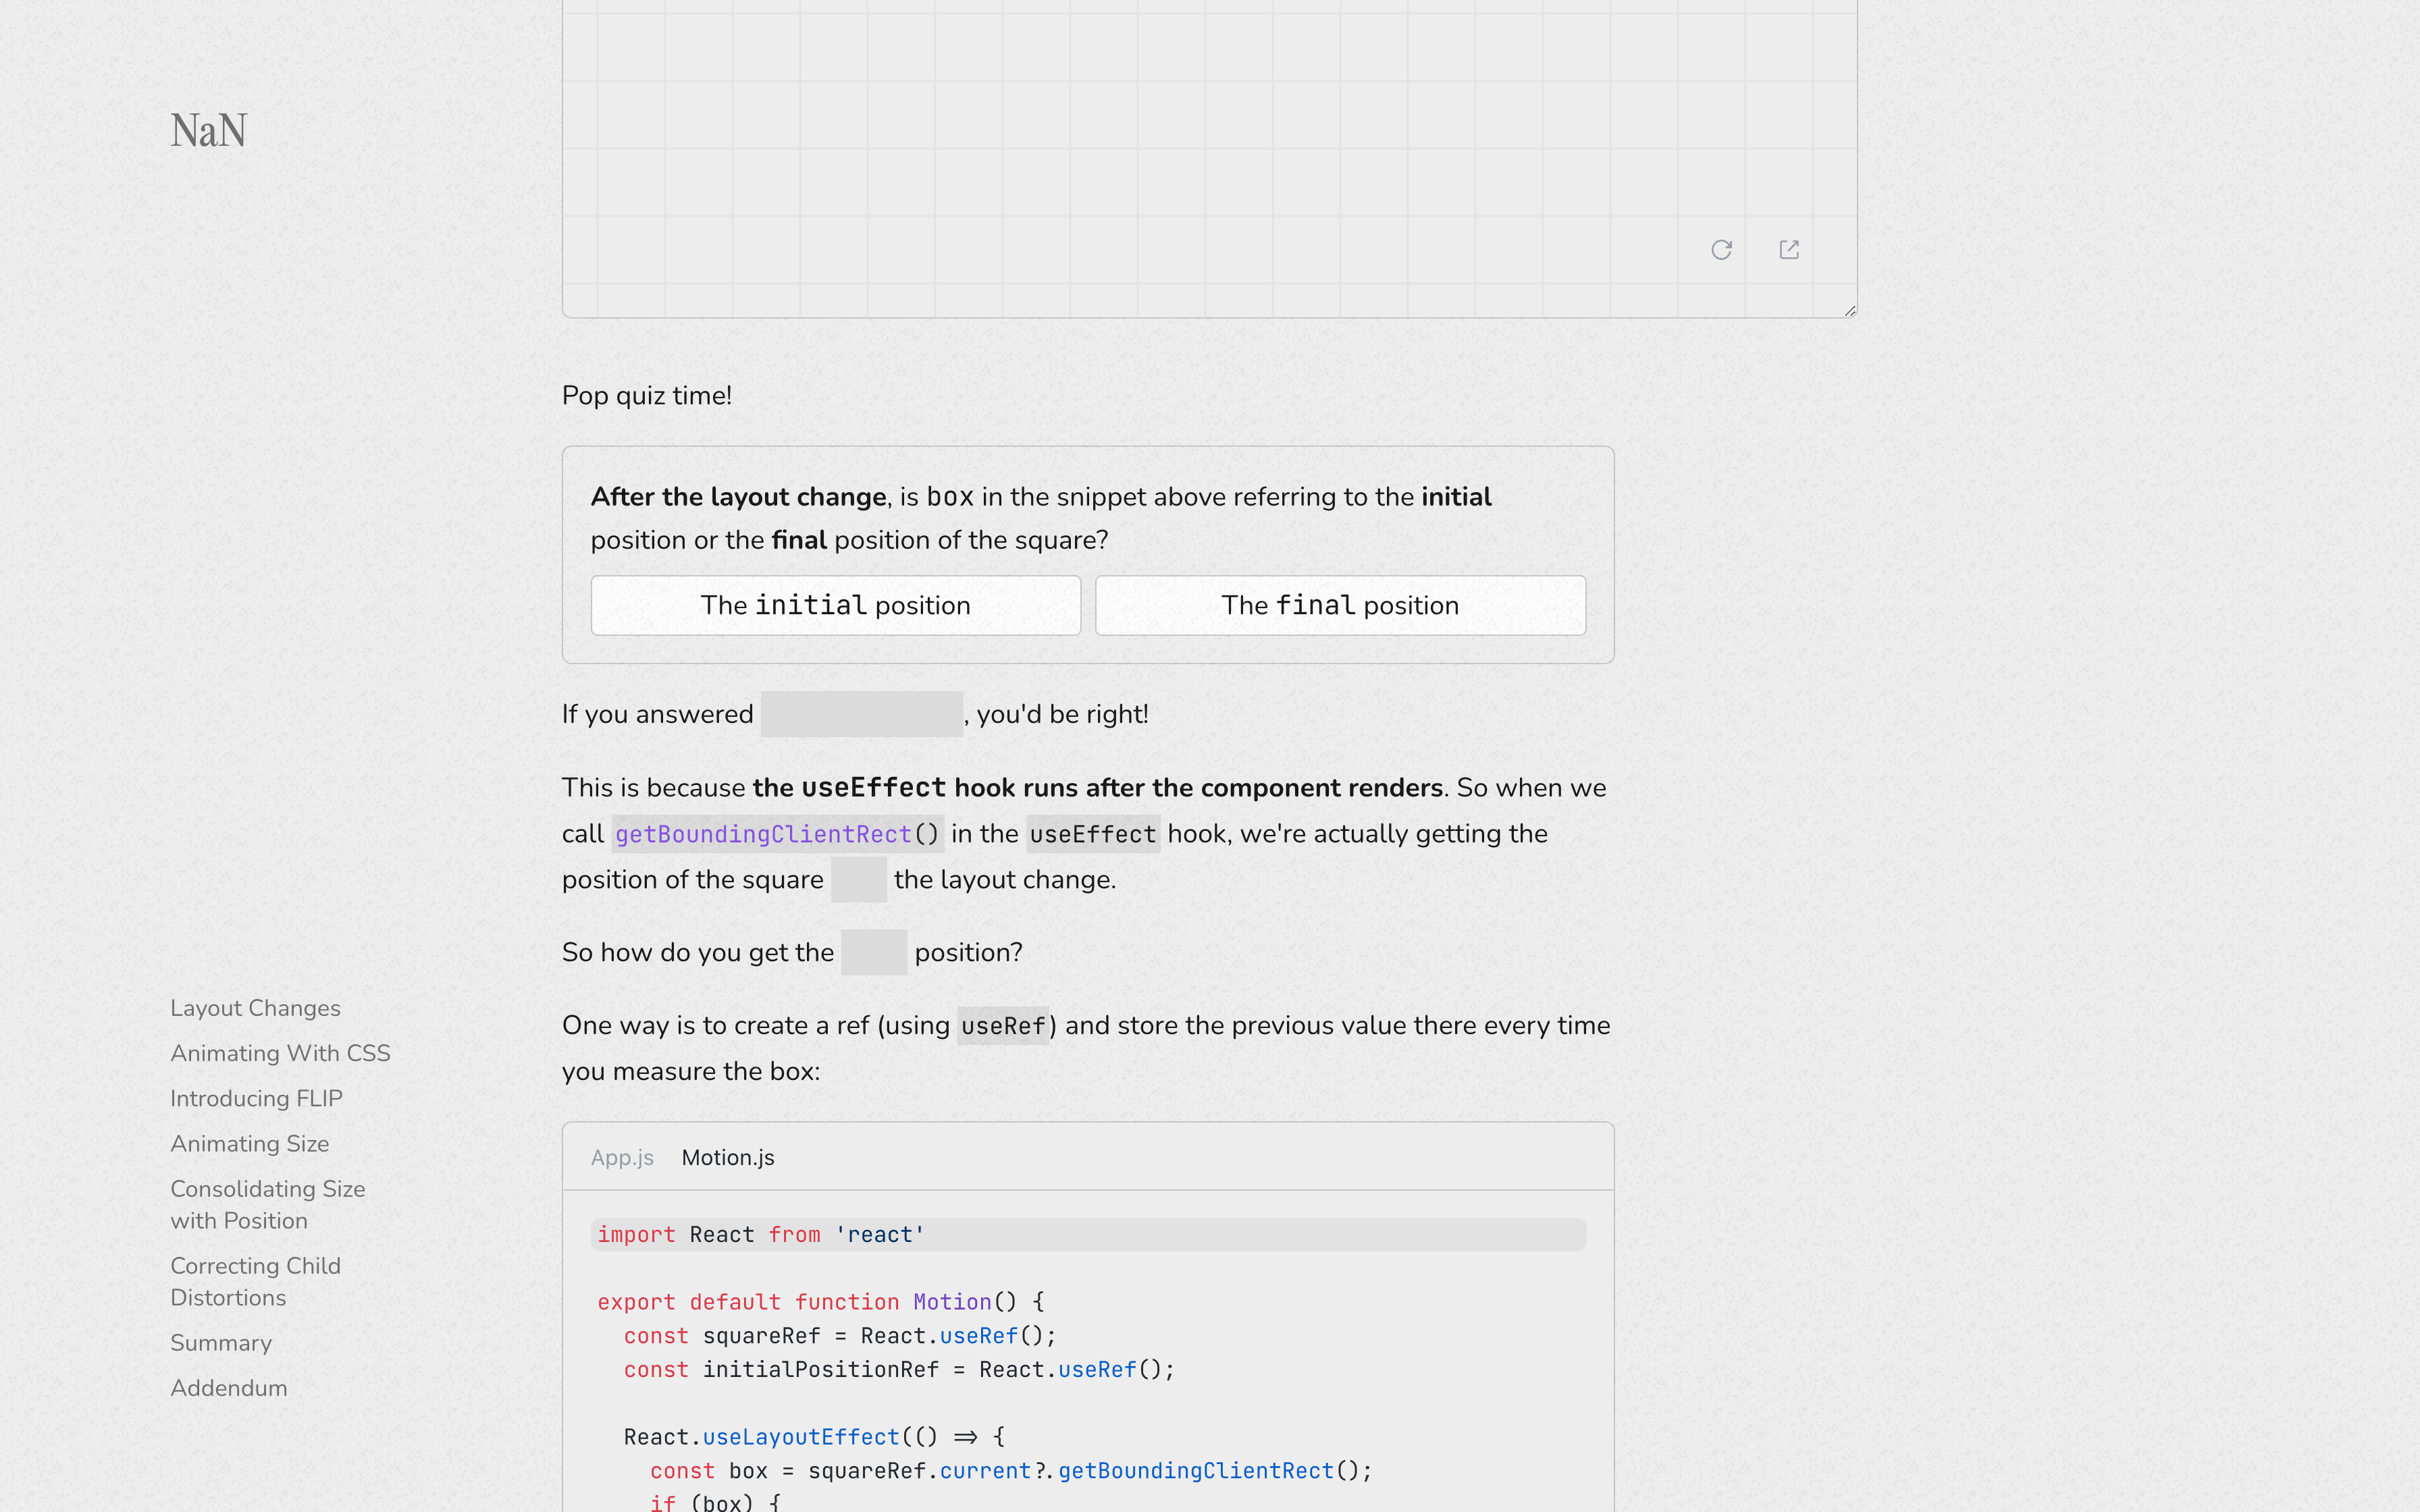 NaN
Pop quiz time!
After the layout change, is box in the snippet above referring to the initial
position or the final position of the square?
The initial position
The final position
If you answered , you'd be right!
This is because the useEffect hook runs after the component renders. So when we
call getBoundingClientRect() in the useEffect hook, we're actually getting the
position of the square the layout change.
So how do you get the position?
One way is to create a ref (using useRef) and store the previous value there every time
you measure the box:
Layout Changes
Animating With CSS
Introducing FLIP
Animating Size
Consolidating Size
with Position
Correcting Child
Distortions
Summary
Addendum
App.js Motion.js
import React from 'react'
export default function Motion() {
const squareRef = React.useRef();
const initialPositionRef = React.useRef();
React.useLayoutEffect(() => {
const box = squareRef.current?.getBoundingClientRect();
if (box) {